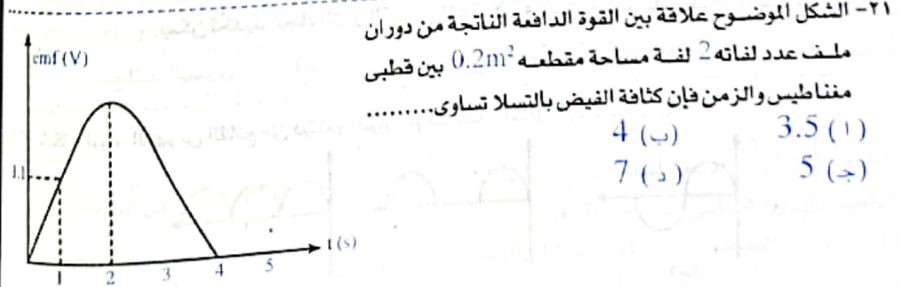 ٢١- الشكل الموضوح علاقة بين القوة الدافعة الناتجة من دوران
ملف عدد لفاته 2 لفة مساحة مقطعه 0.2m² بين قطبى
مغناطيس والزمن فإن كثافة الفيض بالتسلا تساوى.........
(ا) 3.5
(ب) 4
(جـ) 5
(د) 7
emf (V)
1.1
1 2 3 4 5
t (s)